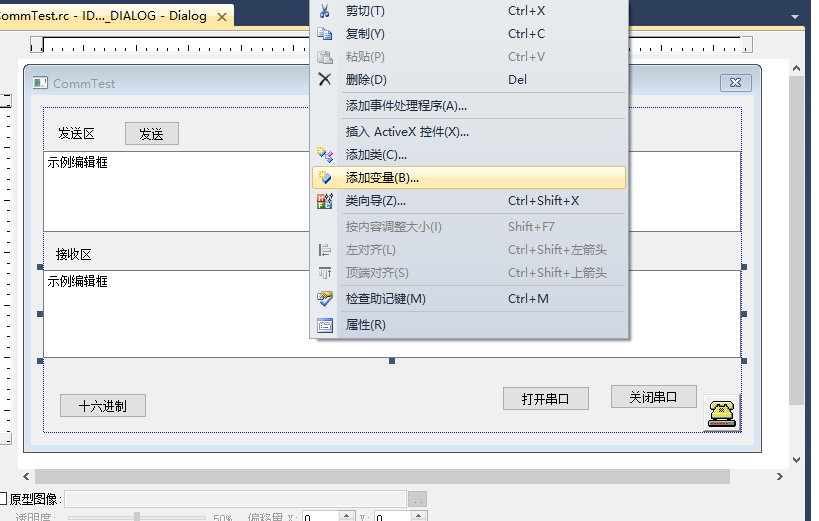 CommTest.rc - ID..._DIALOG - Dialog
CommTest
发送区
发送
示例编辑框
接收区
示例编辑框
十六进制
打开串口
关闭串口
剪切(T) Ctrl+X
复制(Y) Ctrl+C
粘贴(P) Ctrl+V
删除(D) Del
添加事件处理程序(A)...
插入 ActiveX 控件(X)...
添加类(C)...
添加变量(B)...
类向导(Z)... Ctrl+Shift+X
按内容调整大小(I) Shift+F7
左对齐(L) Ctrl+Shift+左箭头
顶端对齐(S) Ctrl+Shift+上箭头
检查助记键(M) Ctrl+M
属性(R)
原型图像:
...
透明度: 50% 偏移量 X: 0 Y: 0